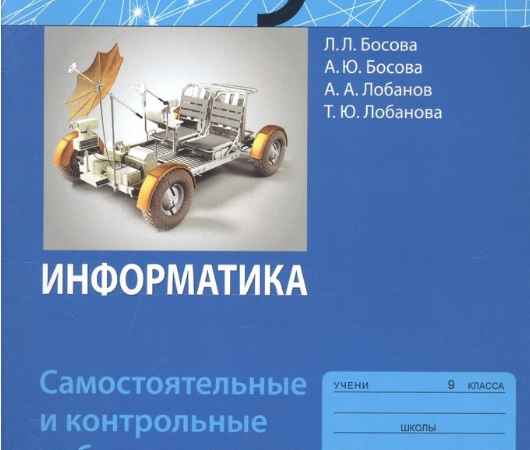 Л. Л. Босова
А. Ю. Босова
А. А. Лобанов
Т. Ю. Лобанова
ИНФОРМАТИКА
Самостоятельные
и контрольные
УЧЕНИ 9 КЛАССА
ШКОЛЫ